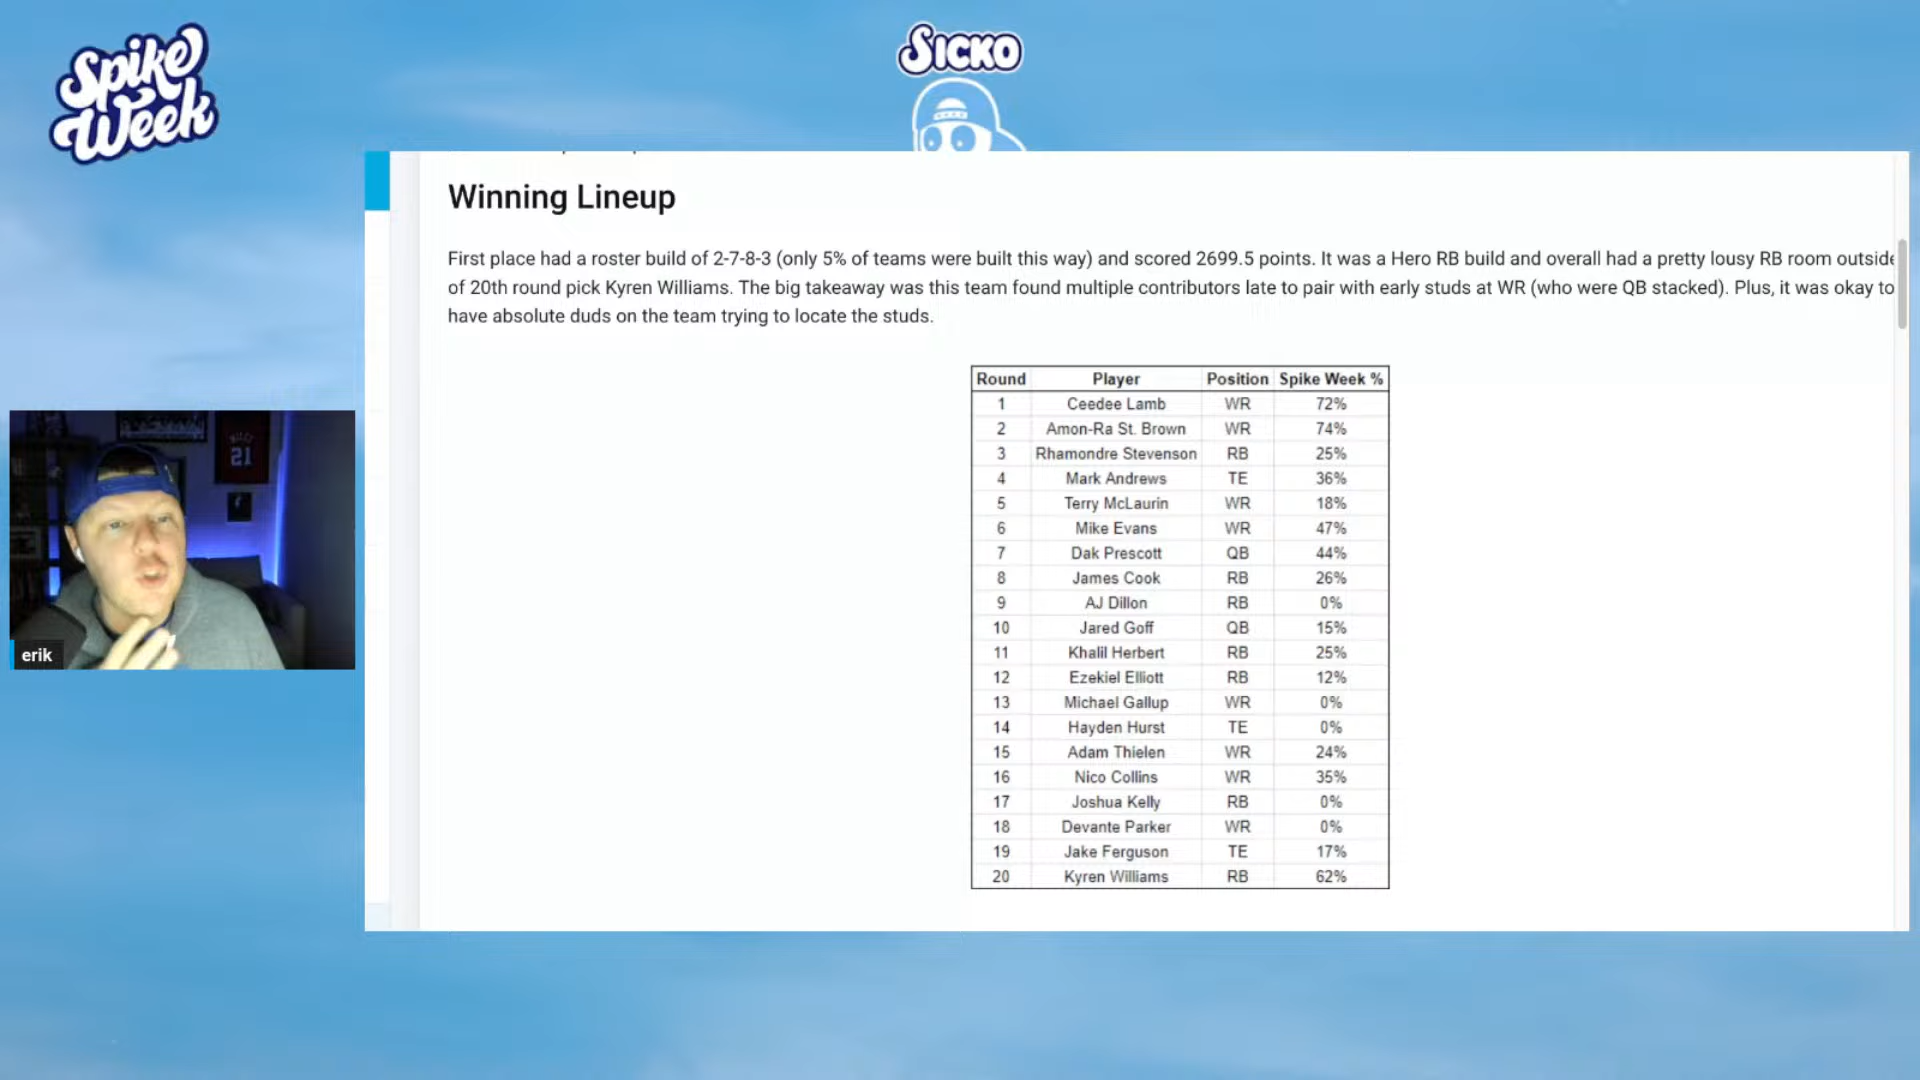 Spike
Week
SICKO
Winning Lineup
First place had a roster build of 2-7-8-3 (only 5% of teams were built this way) and scored 2699.5 points. It was a Hero RB build and overall had a pretty lousy RB room outside
of 20th round pick Kyren Williams. The big takeaway was this team found multiple contributors late to pair with early studs at WR (who were QB stacked). Plus, it was okay to
have absolute duds on the team trying to locate the studs.
Round Player Position Spike Week %
1 Ceedee Lamb WR 72%
2 Amon-Ra St. Brown WR 74%
3 Rhamondre Stevenson RB 25%
4 Mark Andrews TE 36%
5 Terry McLaurin WR 18%
6 Mike Evans WR 47%
7 Dak Prescott QB 44%
8 James Cook RB 26%
9 AJ Dillon RB 0%
10 Jared Goff QB 15%
11 Khalil Herbert RB 25%
12 Ezekiel Elliott RB 12%
13 Michael Gallup WR 0%
14 Hayden Hurst TE 0%
15 Adam Thielen WR 24%
16 Nico Collins WR 35%
17 Joshua Kelly RB 0%
18 Devante Parker WR 0%
19 Jake Ferguson TE 17%
20 Kyren Williams RB 62%
21
erik